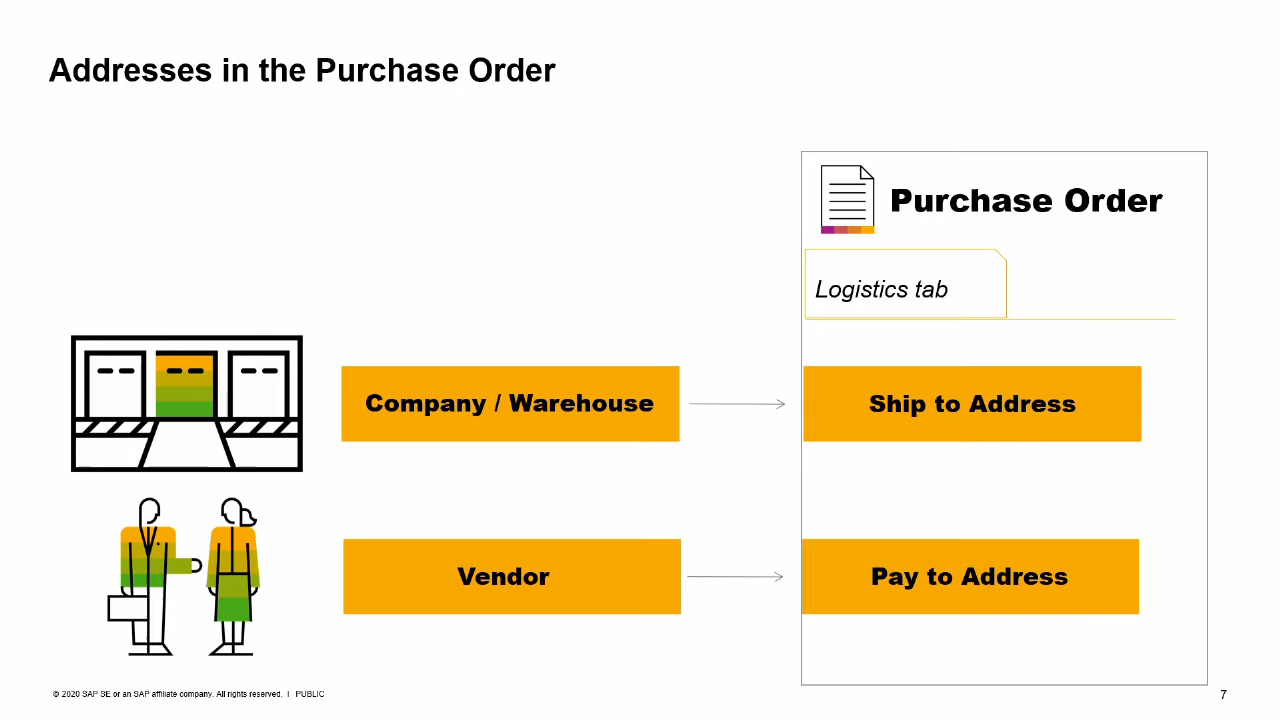 Addresses in the Purchase Order
Purchase Order
Logistics tab
Company / Warehouse
Ship to Address
Vendor
Pay to Address
© 2020 SAP SE or an SAP affiliate company. All rights reserved. I PUBLIC
7